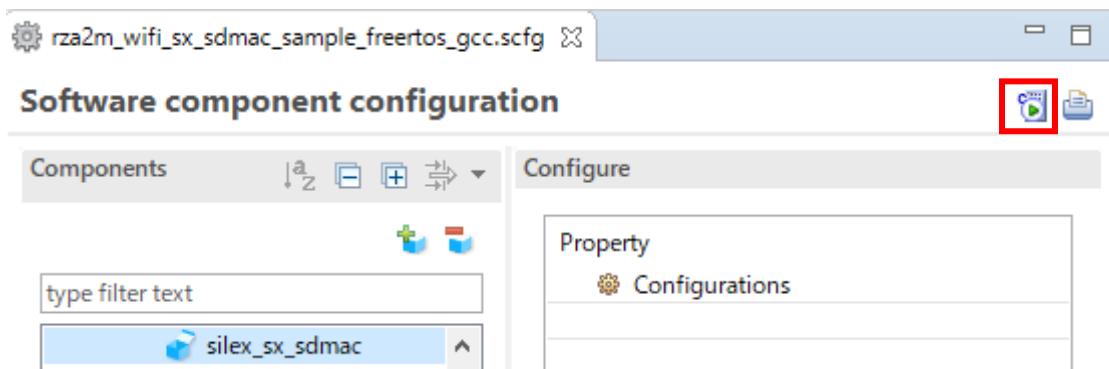 rza2m_wifi_sx_sdmac_sample_freertos_gcc.scfg
Software component configuration
Components
Configure
type filter text
silex_sx_sdmac
Property
Configurations